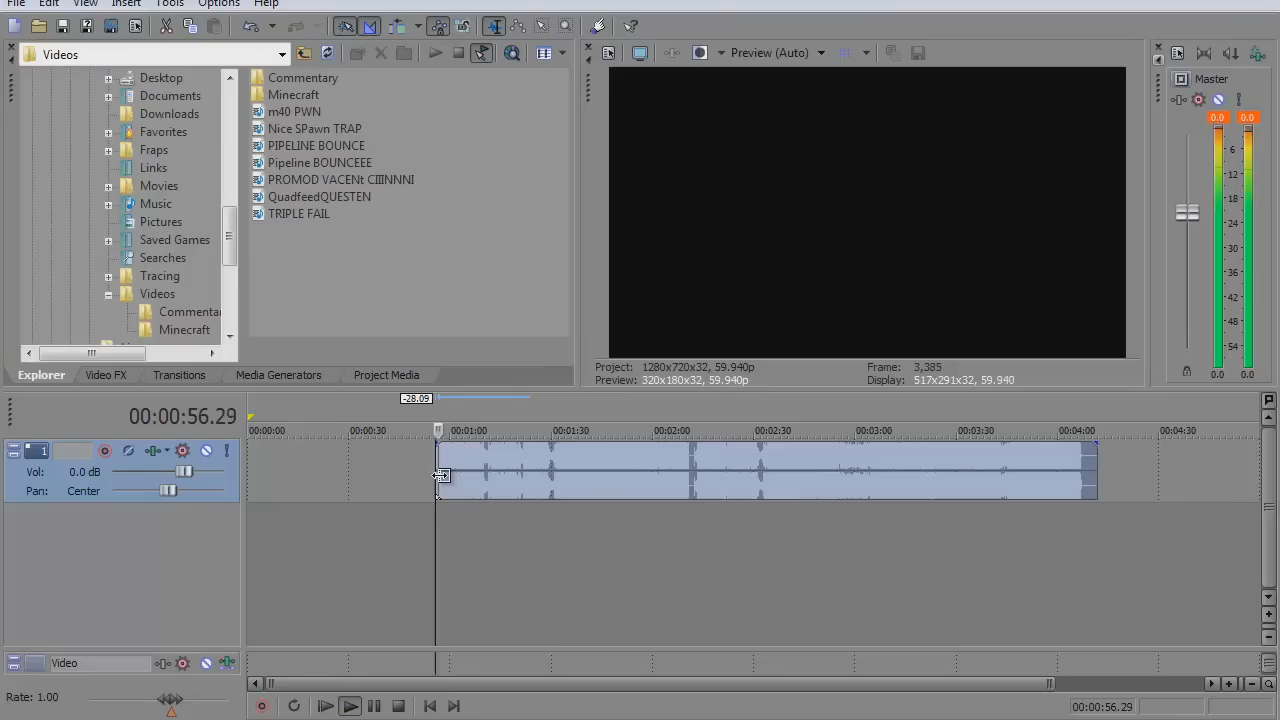 File Edit View Insert Tools Options Help
Videos
Desktop
Documents
Downloads
Favorites
Fraps
Links
Movies
Music
Pictures
Saved Games
Searches
Tracing
Videos
Commenta
Minecraft
Commentary
Minecraft
m40 PWN
Nice SPawn TRAP
PIPELINE BOUNCE
Pipeline BOUNCEEE
PROMOD VACENt CIIINNNI
QuadfeedQUESTEN
TRIPLE FAIL
Explorer Video FX Transitions Media Generators Project Media
Preview (Auto)
Project: 1280x720x32, 59.940p Frame: 3,385
Preview: 320x180x32, 59.940p Display: 517x291x32, 59.940
Master
0.0 0.0
6
12
18
24
30
36
42
48
54
0.0 0.0
-28.09
00:00:56.29
00:00:00 00:00:30 00:01:00 00:01:30 00:02:00 00:02:30 00:03:00 00:03:30 00:04:00 00:04:30
1
Vol: 0.0 dB
Pan: Center
Video
Rate: 1.00
00:00:56.29